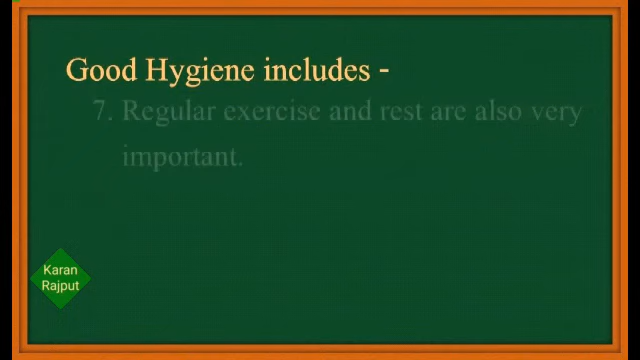 Good Hygiene includes -
7. Regular exercise and rest are also very
important.
Karan
Rajput